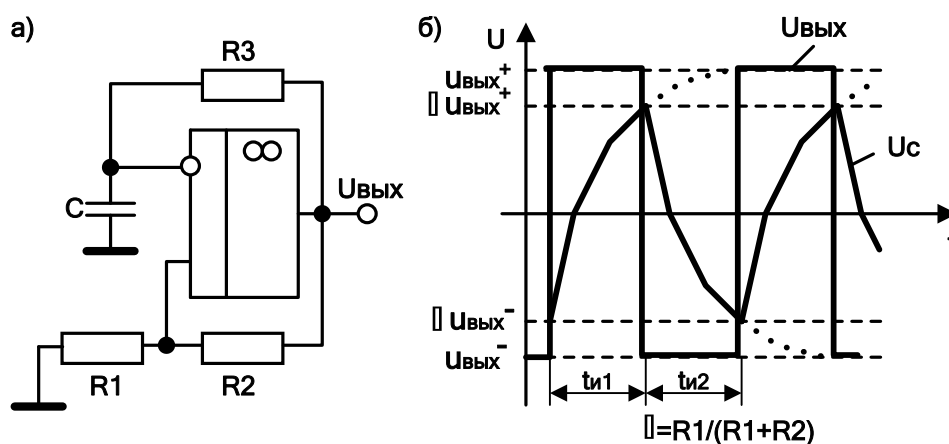 а)
R3
∞
C
Uвых
R1
R2
б)
U
Uвых
uвых+
▯ uвых+
Uc
▯ uвых-
uвых-
tи1
tи2
▯=R1/(R1+R2)